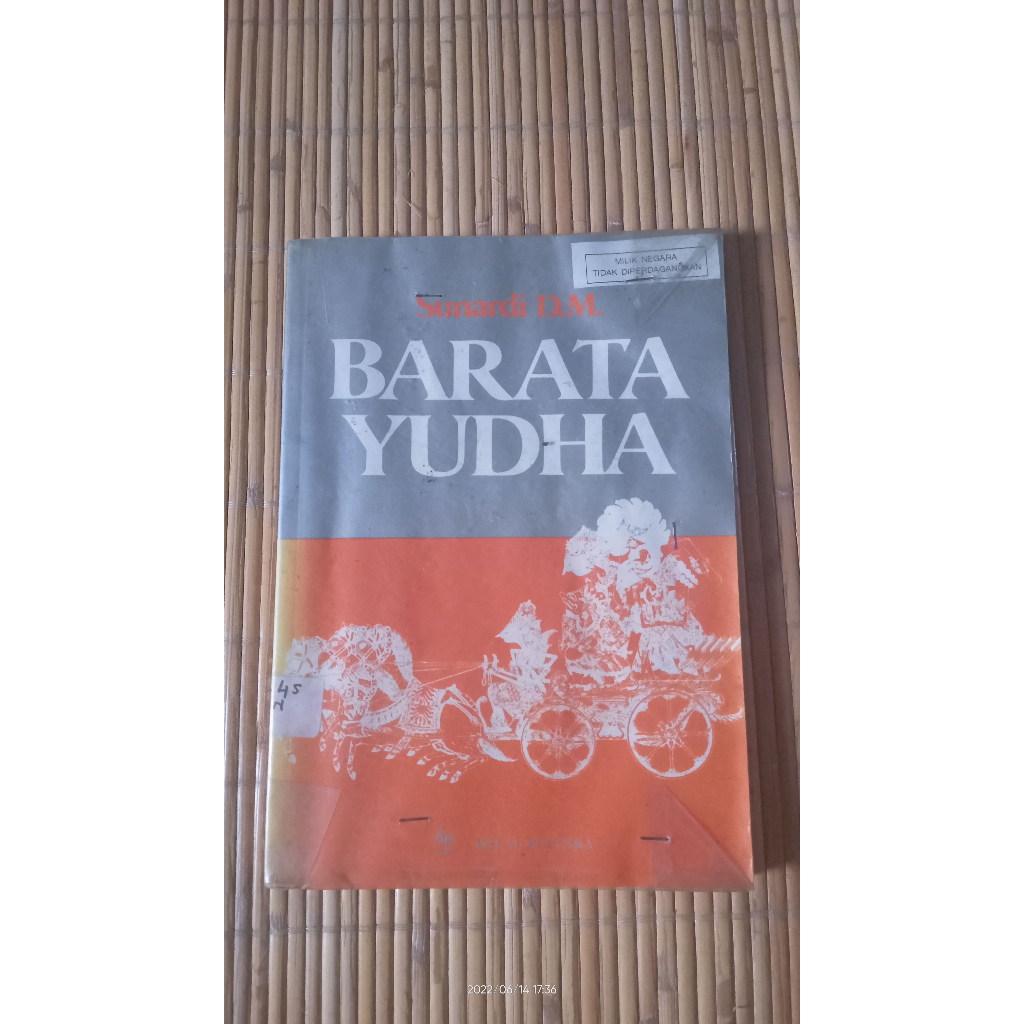 MILIK NEGARA
TIDAK DIPERDAGANGKAN
Sunardi D.M.
BARATA
YUDHA
45
2022/06/14 17:36